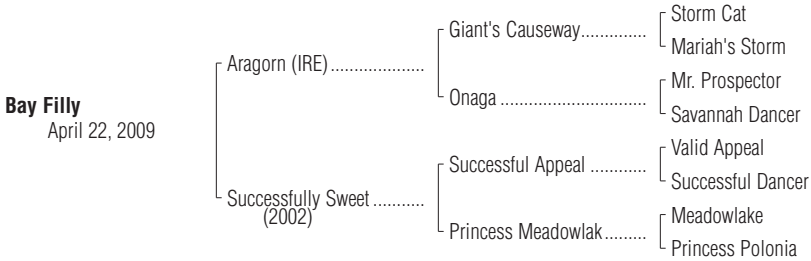 Storm Cat
Giant's Causeway..............
Mariah's Storm
Aragorn (IRE)....................
Mr. Prospector
Onaga ...............................
Savannah Dancer
Bay Filly
April 22, 2009
Valid Appeal
Successful Appeal ............
Successful Dancer
Successfully Sweet ...........
(2002)
Meadowlake
Princess Meadowlak.........
Princess Polonia